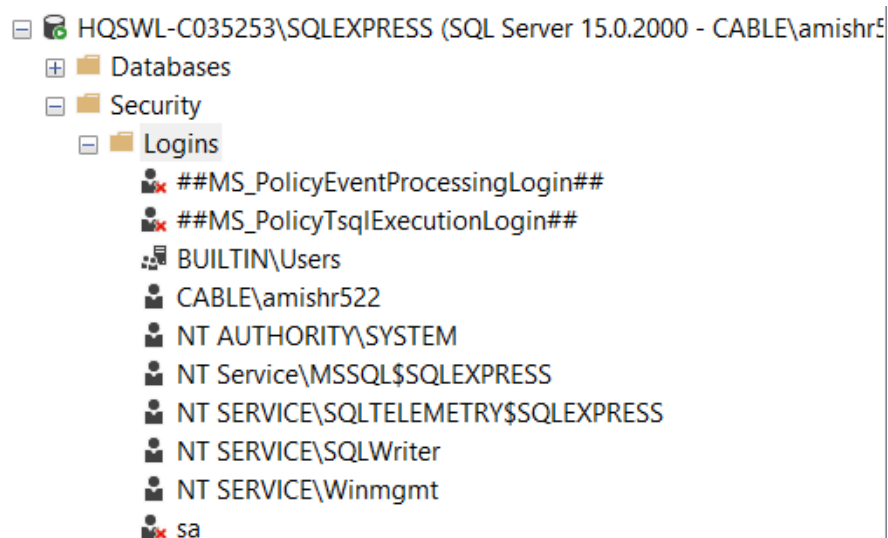 HQSWL-C035253\SQLEXPRESS (SQL Server 15.0.2000 - CABLE\amishr5
Databases
Security
Logins
##MS_PolicyEventProcessingLogin##
##MS_PolicyTsqlExecutionLogin##
BUILTIN\Users
CABLE\amishr522
NT AUTHORITY\SYSTEM
NT Service\MSSQL$SQLEXPRESS
NT SERVICE\SQLTELEMETRY$SQLEXPRESS
NT SERVICE\SQLWriter
NT SERVICE\Winmgmt
sa